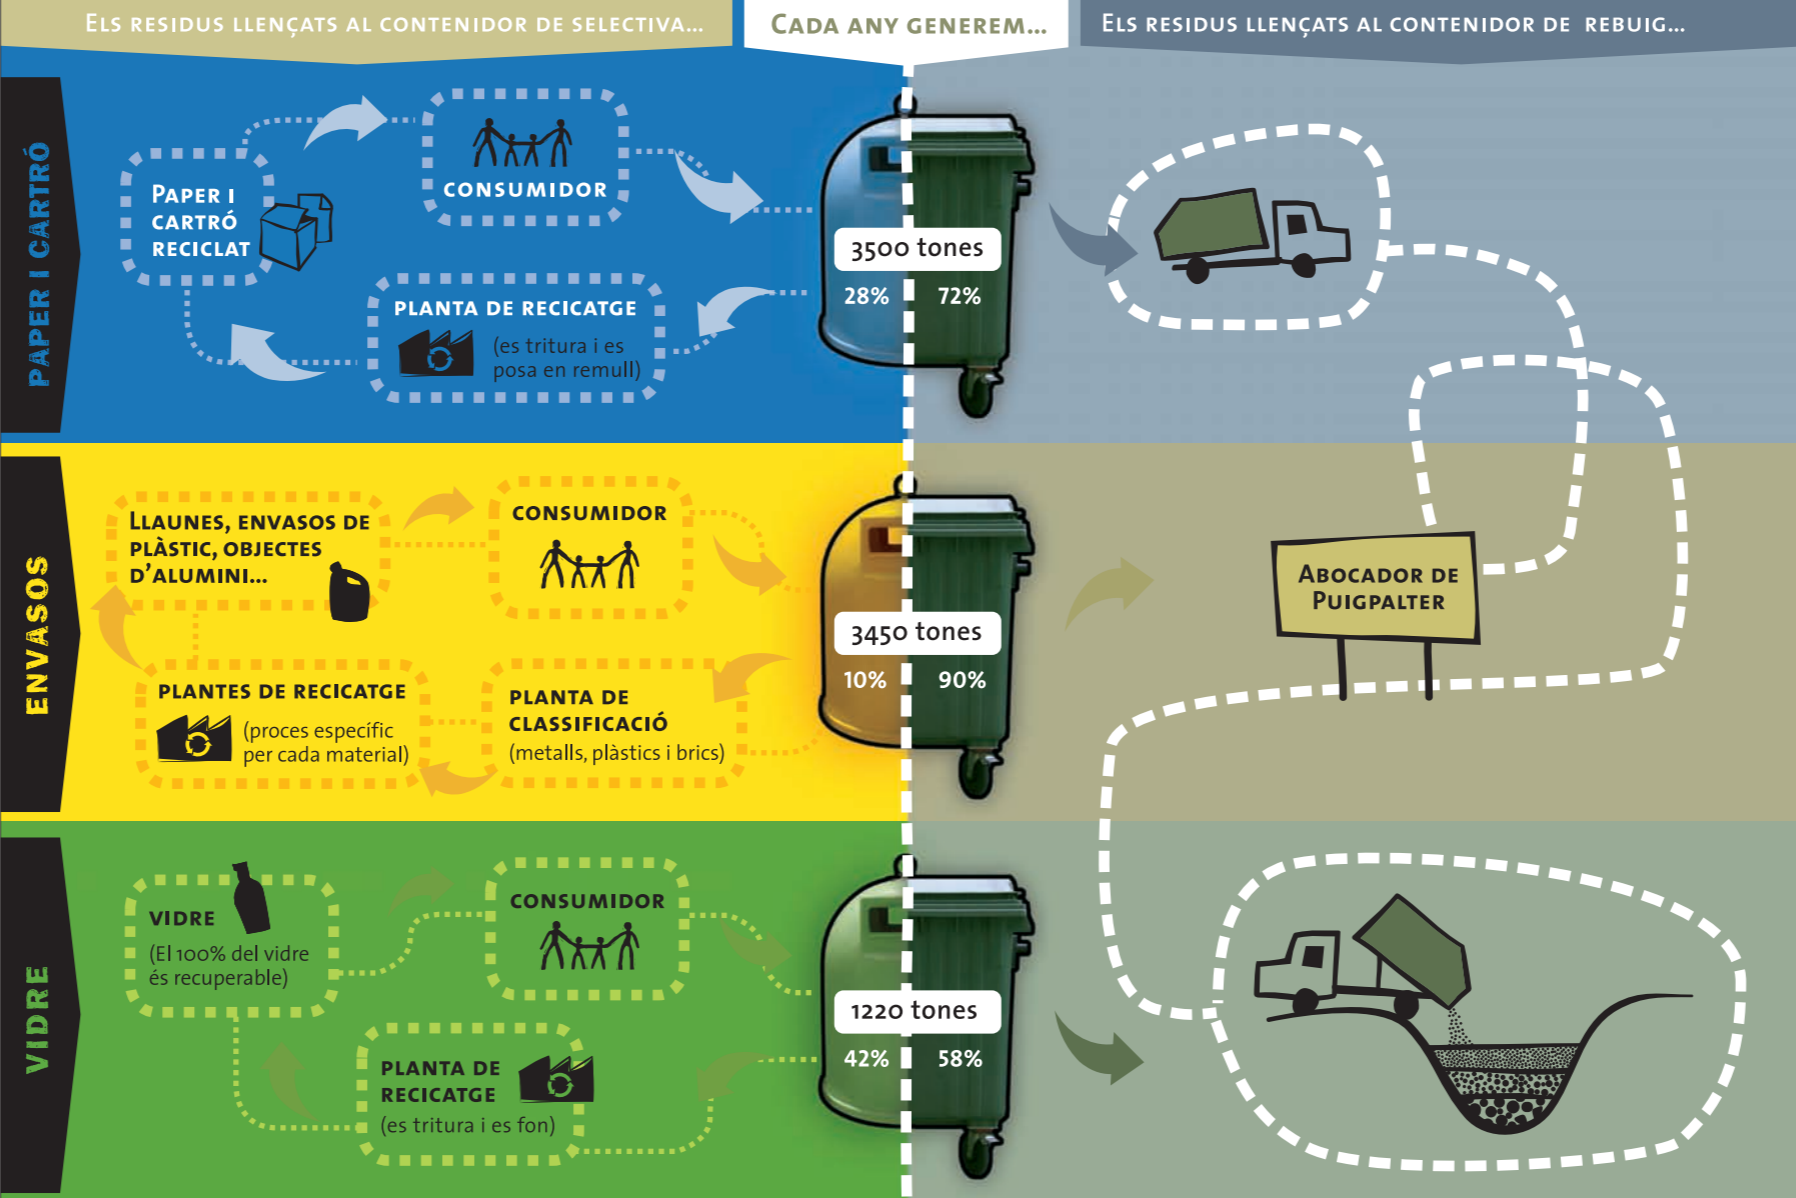 Els residus llençats al contenidor de selectiva...
Cada any generem...
Els residus llençats al contenidor de rebuig...
PAPER I CARTRÓ
Paper i
cartró
reciclat
consumidor
planta de recicatge
(es tritura i es
posa en remull)
3500 tones
28%
72%
ENVASOS
Llaunes, envasos de
plàstic, objectes
d'alumini...
consumidor
plantes de recicatge
(proces específic
per cada material)
planta de
classificació
(metalls, plàstics i brics)
3450 tones
10%
90%
Abocador de
Puigpalter
VIDRE
vidre
(El 100% del vidre
és recuperable)
consumidor
planta de
recicatge
(es tritura i es fon)
1220 tones
42%
58%